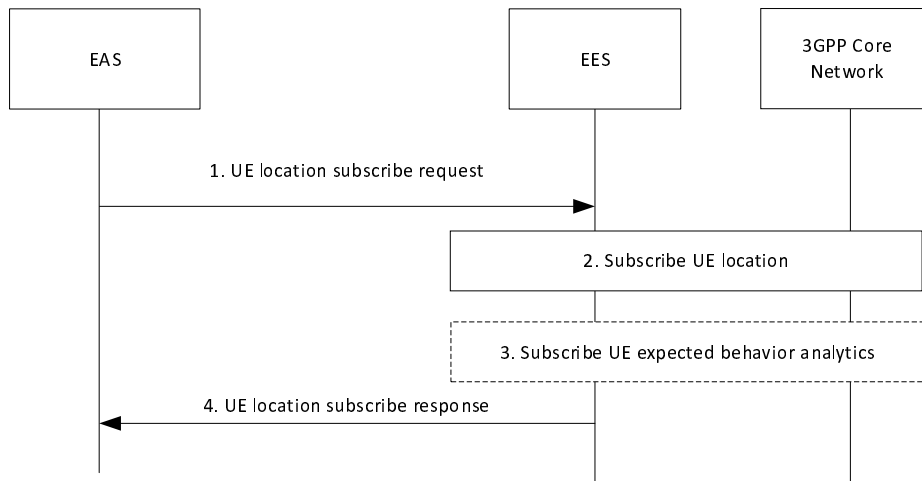 EAS
EES
3GPP Core
Network
1. UE location subscribe request
2. Subscribe UE location
3. Subscribe UE expected behavior analytics
4. UE location subscribe response